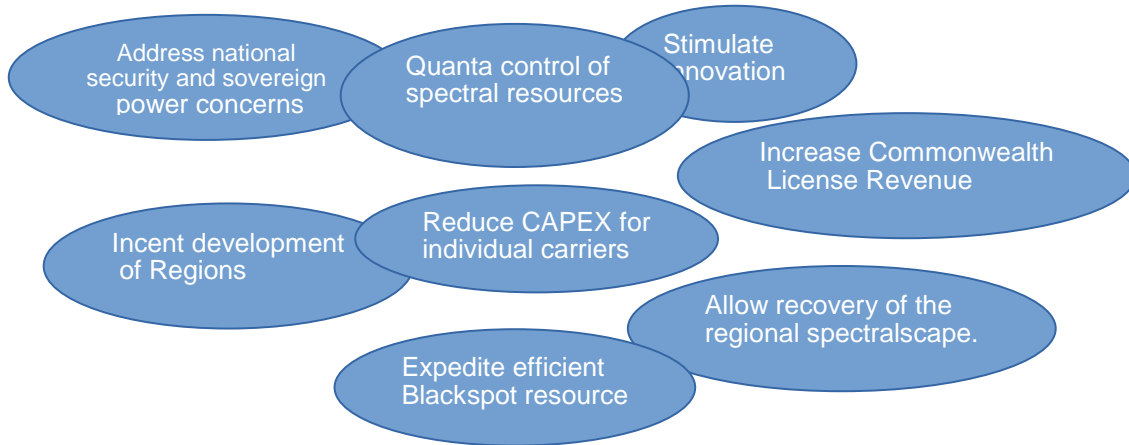 Address national
security and sovereign
power concerns
Quanta control of
spectral resources
Stimulate
nnovation
Increase Commonwealth
License Revenue
Incent development
of Regions
Reduce CAPEX for
individual carriers
Allow recovery of the
regional spectralscape.
Expedite efficient
Blackspot resource